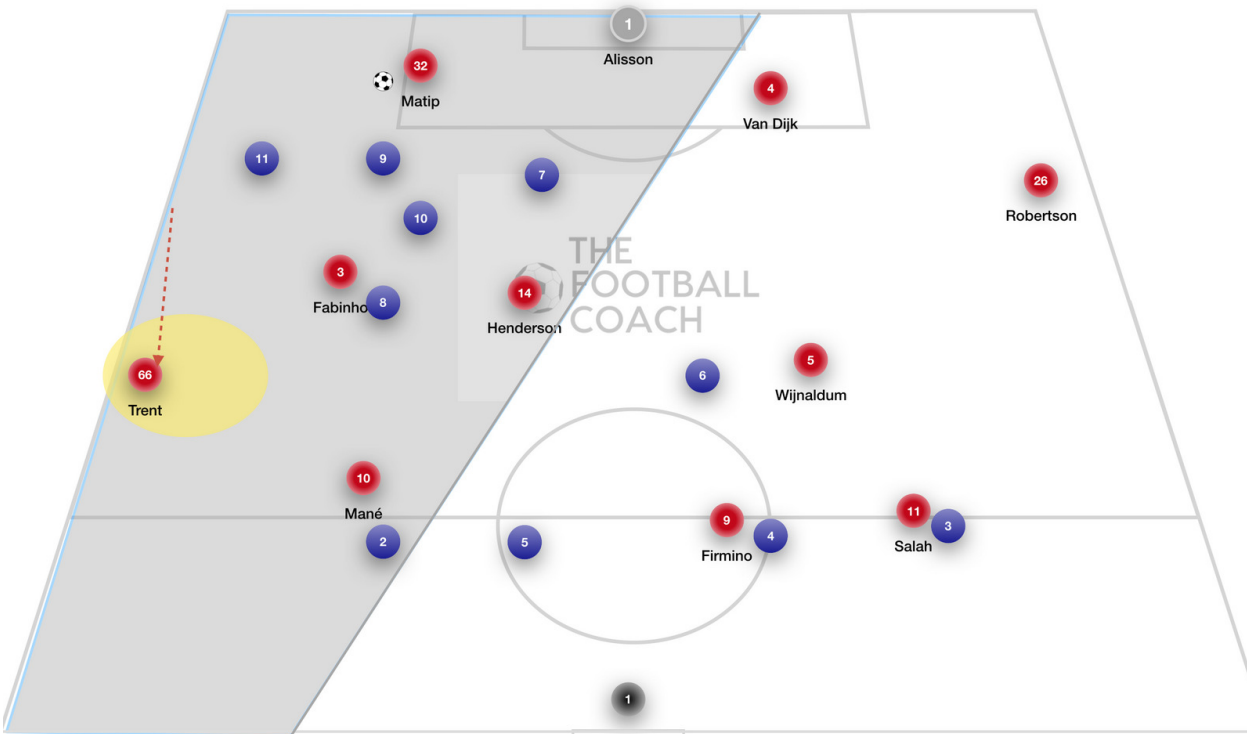 1
Alisson
32
Matip
4
Van Dijk
11
9
7
26
Robertson
10
THE
FOOTBALL
COACH
3
Fabinho
8
14
Henderson
66
Trent
6
5
Wijnaldum
10
Mané
2
5
9
Firmino
4
11
Salah
3
1